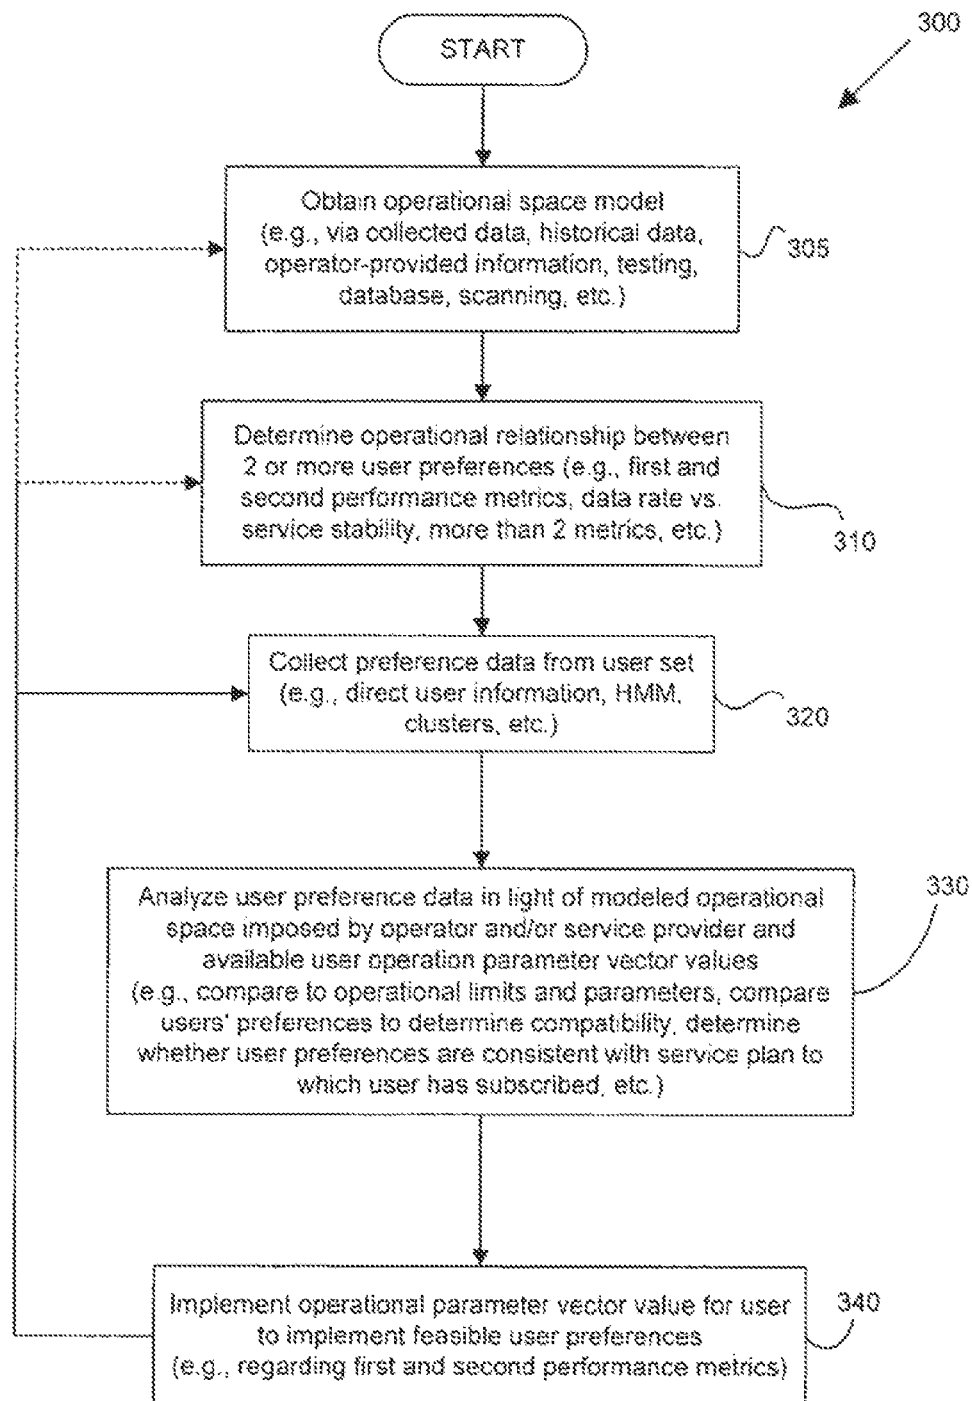 START
300
Obtain operational space model
(e.g., via collected data, historical data,
operator-provided information, testing,
database, scanning, etc.)
305
Determine operational relationship between
2 or more user preferences (e.g., first and
second performance metrics, data rate vs.
service stability, more than 2 metrics, etc.)
310
Collect preference data from user set
(e.g., direct user information, HMM,
clusters, etc.)
320
Analyze user preference data in light of modeled operational
space imposed by operator and/or service provider and
available user operation parameter vector values
(e.g., compare to operational limits and parameters, compare
users' preferences to determine compatibility, determine
whether user preferences are consistent with service plan to
which user has subscribed, etc.)
330
Implement operational parameter vector value for user
to implement feasible user preferences
(e.g., regarding first and second performance metrics)
340